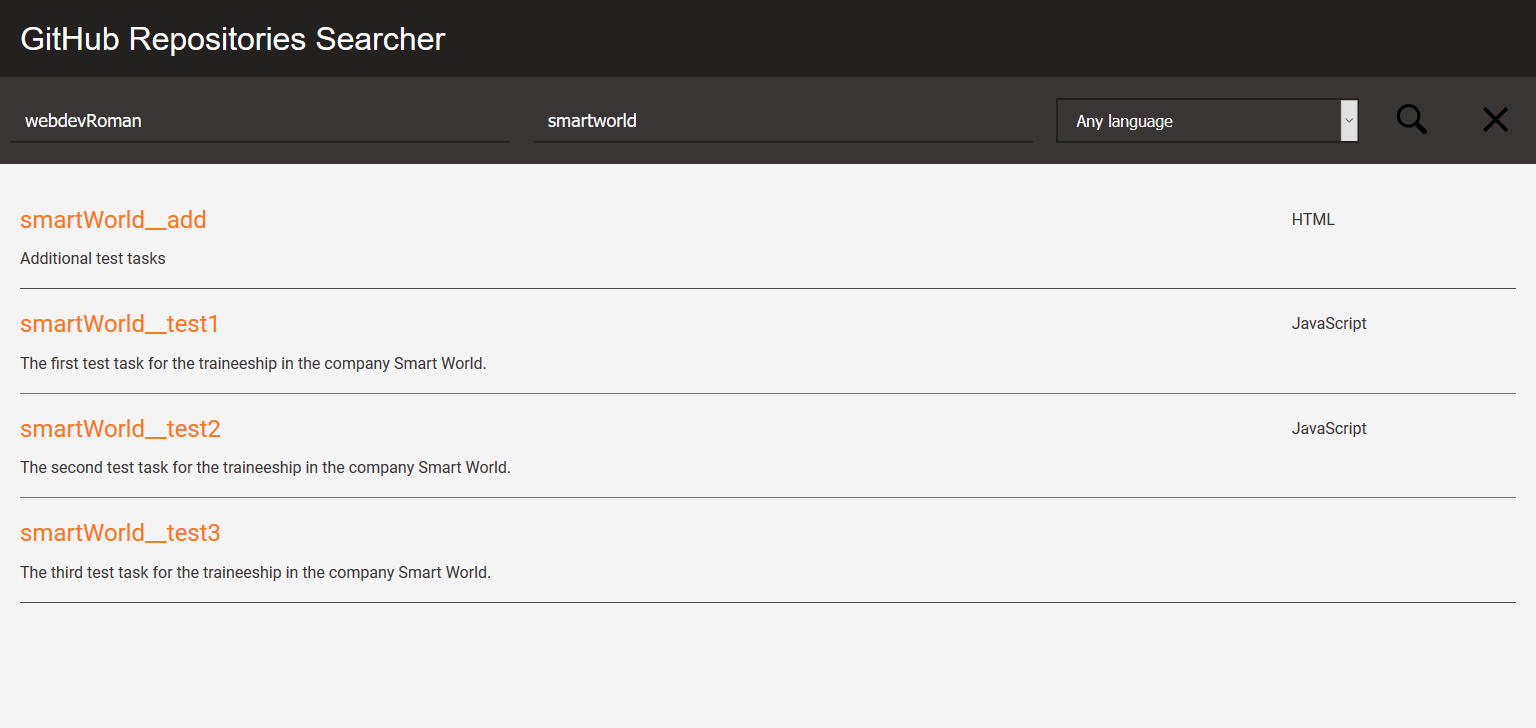 GitHub Repositories Searcher
webdevRoman smartworld Any language
smartWorld__add HTML
Additional test tasks
smartWorld__test1 JavaScript
The first test task for the traineeship in the company Smart World.
smartWorld__test2 JavaScript
The second test task for the traineeship in the company Smart World.
smartWorld__test3
The third test task for the traineeship in the company Smart World.